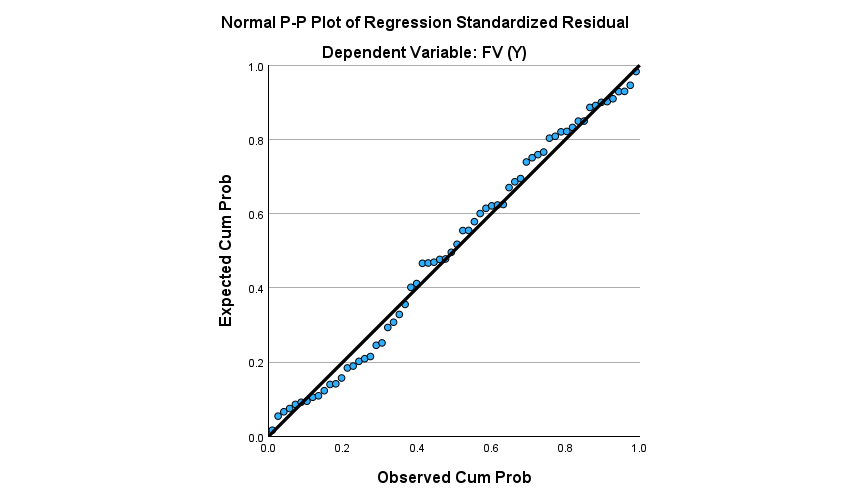 Normal P-P Plot of Regression Standardized Residual
Dependent Variable: FV (Y)
1.0
0.8
0.6
0.4
0.2
0.0
Expected Cum Prob
0.0 0.2 0.4 0.6 0.8 1.0
Observed Cum Prob